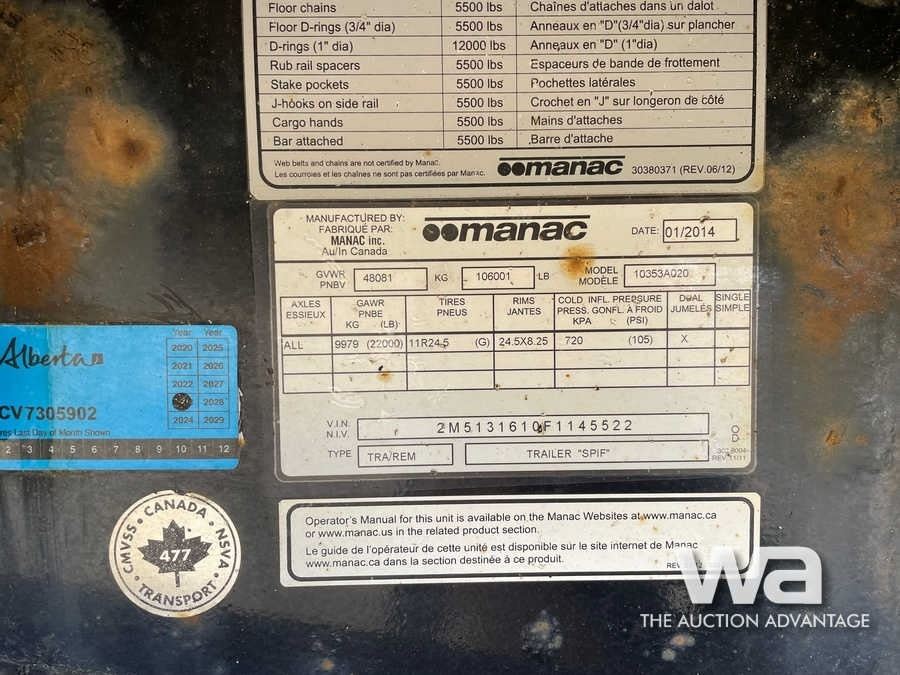 Floor chains 5500 lbs Chaînes d'attaches dans un dalot
Floor D-rings (3/4" dia) 5500 lbs Anneaux en "D"(3/4"dia) sur plancher
D-rings (1" dia) 12000 lbs Anneaux en "D" (1"dia)
Rub rail spacers 5500 lbs Espaceurs de bande de frottement
Stake pockets 5500 lbs Pochettes latérales
J-hooks on side rail 5500 lbs Crochet en "J" sur longeron de côté
Cargo hands 5500 lbs Mains d'attaches
Bar attached 5500 lbs Barre d'attache
Web belts and chains are not certified by Manac.
Les courroies et les chaînes ne sont pas certifiées par Manac.
manac 30380371 (REV.06/12)
MANUFACTURED BY:
FABRIQUÉ PAR:
MANAC inc.
Au/In Canada
manac
DATE: 01/2014
GVWR
PNBV 48081 KG 106001 LB
MODEL
MODÈLE 10353A020
AXLES
ESSIEUX
GAWR
PNBE
KG (LB)
TIRES
PNEUS
RIMS
JANTES
COLD INFL. PRESSURE
PRESS. GONFL. À FROID
KPA (PSI)
DUAL
JUMELÉS
SINGLE
SIMPLE
ALL 9979 (22000) 11R24.5 (G) 24.5X8.25 720 (105) X
V.I.N.
N.I.V. 2M5131610F1145522
TYPE TRA/REM TRAILER "SPIF"
REV. 11/11
Alberta
Year Year
2020 2025
2021 2026
2022 2027
2028
2024 2029
CV7305902
res Last Day of Month Shown
2 3 4 5 6 7 8 9 10 11 12
CANADA
CMVSS NSVA
477
TRANSPORT
Operator's Manual for this unit is available on the Manac Websites at www.manac.ca
or www.manac.us in the related product section.
Le guide de l'opérateur de cette unité est disponible sur le site internet de Manac
www.manac.ca dans la section destinée à ce produit.
wa
THE AUCTION ADVANTAGE